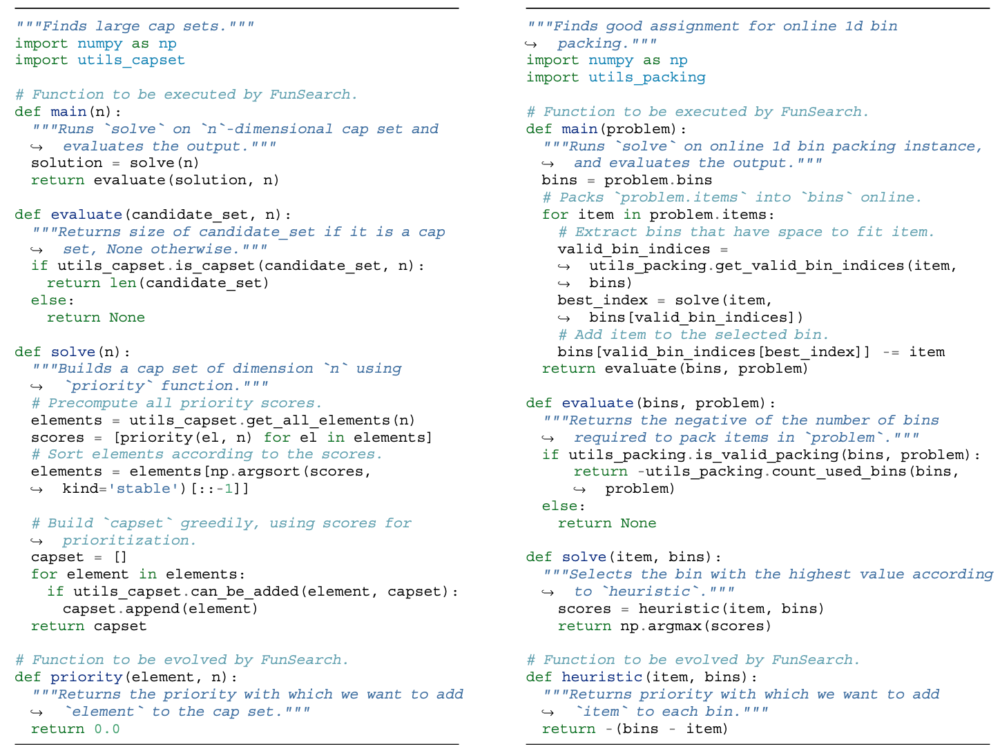 """Finds large cap sets."""
import numpy as np
import utils_capset

# Function to be executed by FunSearch.
def main(n):
  """Runs `solve` on `n`-dimensional cap set and
  ↪  evaluates the output."""
  solution = solve(n)
  return evaluate(solution, n)

def evaluate(candidate_set, n):
  """Returns size of candidate_set if it is a cap
  ↪  set, None otherwise."""
  if utils_capset.is_capset(candidate_set, n):
    return len(candidate_set)
  else:
    return None

def solve(n):
  """Builds a cap set of dimension `n` using
  ↪  `priority` function."""
  # Precompute all priority scores.
  elements = utils_capset.get_all_elements(n)
  scores = [priority(el, n) for el in elements]
  # Sort elements according to the scores.
  elements = elements[np.argsort(scores,
  ↪  kind='stable')[::-1]]

  # Build `capset` greedily, using scores for
  ↪  prioritization.
  capset = []
  for element in elements:
    if utils_capset.can_be_added(element, capset):
      capset.append(element)
  return capset

# Function to be evolved by FunSearch.
def priority(element, n):
  """Returns the priority with which we want to add
  ↪  `element` to the cap set."""
  return 0.0

"""Finds good assignment for online 1d bin
↪  packing."""
import numpy as np
import utils_packing

# Function to be executed by FunSearch.
def main(problem):
  """Runs `solve` on online 1d bin packing instance,
  ↪  and evaluates the output."""
  bins = problem.bins
  # Packs `problem.items` into `bins` online.
  for item in problem.items:
    # Extract bins that have space to fit item.
    valid_bin_indices =
    ↪  utils_packing.get_valid_bin_indices(item,
    ↪  bins)
    best_index = solve(item,
    ↪  bins[valid_bin_indices])
    # Add item to the selected bin.
    bins[valid_bin_indices[best_index]] -= item
  return evaluate(bins, problem)

def evaluate(bins, problem):
  """Returns the negative of the number of bins
  ↪  required to pack items in `problem`."""
  if utils_packing.is_valid_packing(bins, problem):
      return -utils_packing.count_used_bins(bins,
      ↪  problem)
  else:
    return None

def solve(item, bins):
  """Selects the bin with the highest value according
  ↪  to `heuristic`."""
    scores = heuristic(item, bins)
    return np.argmax(scores)

# Function to be evolved by FunSearch.
def heuristic(item, bins):
  """Returns priority with which we want to add
  ↪  `item` to each bin."""
  return -(bins - item)